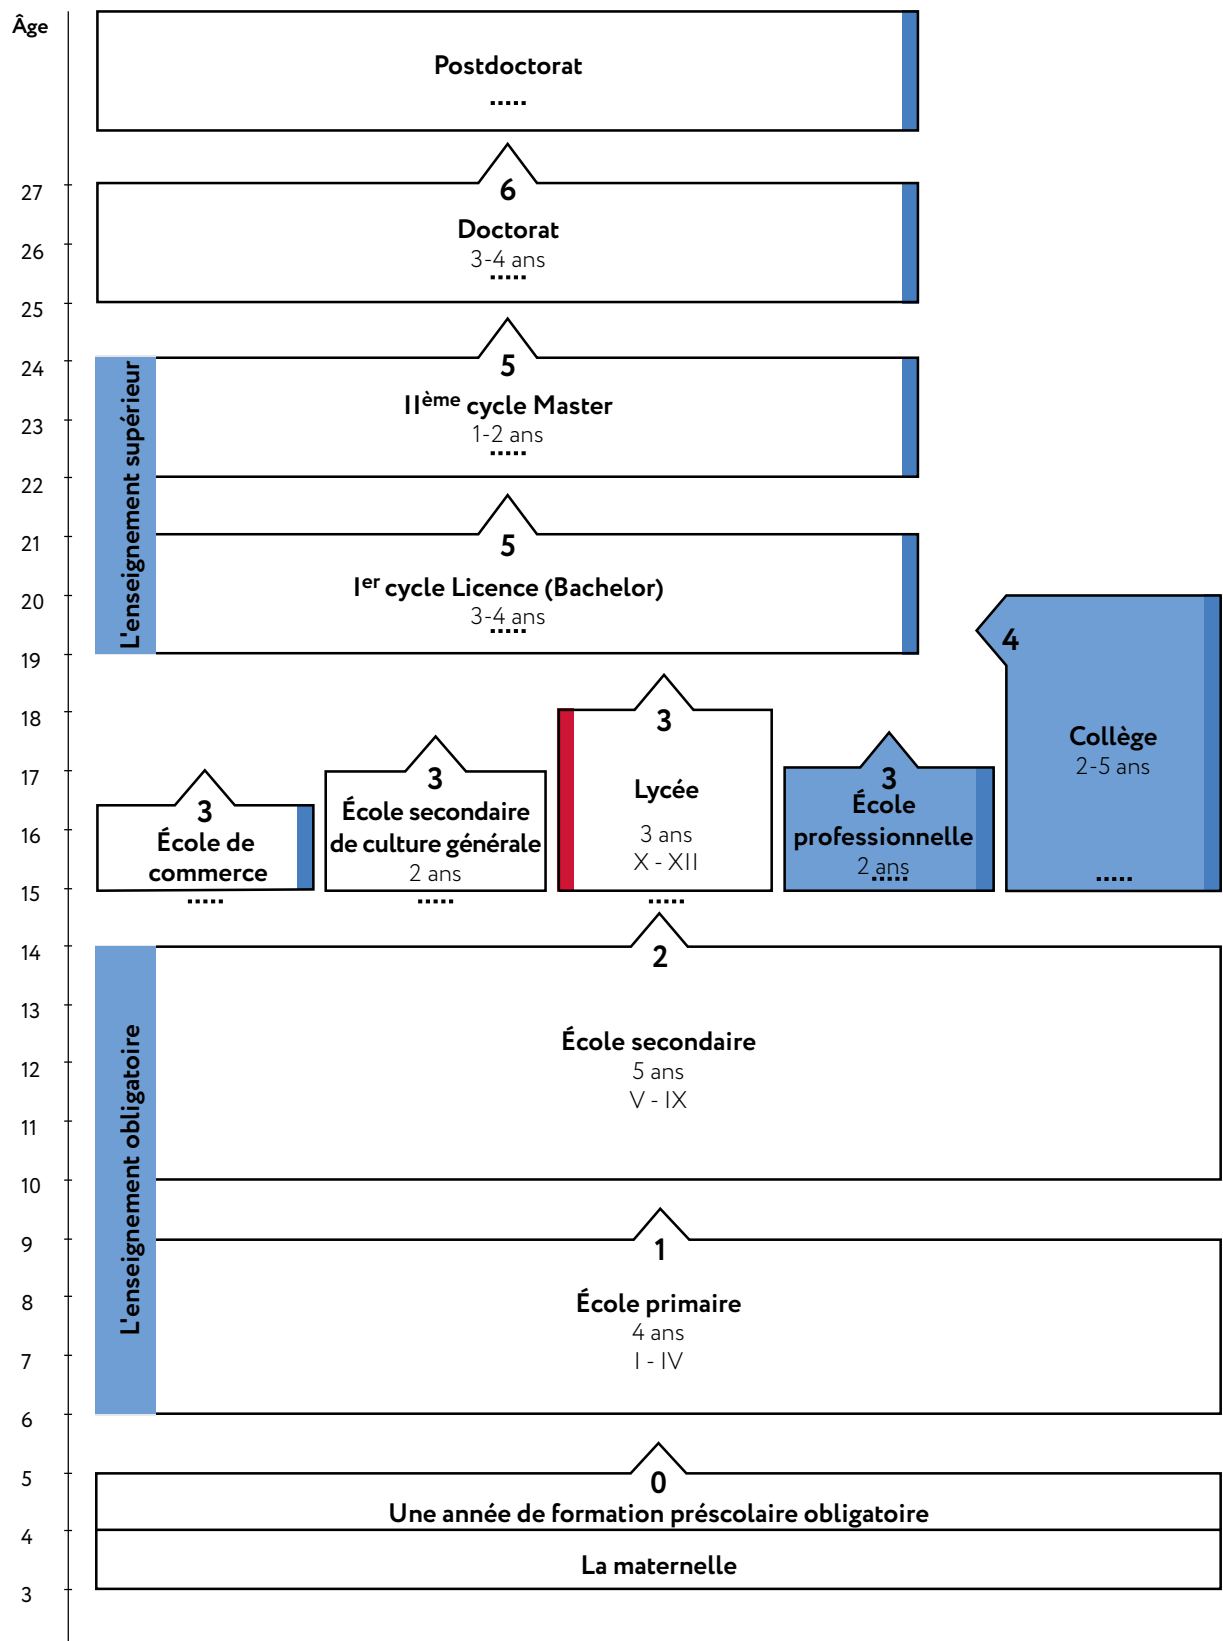 Âge
Postdoctorat
.....
27
6
Doctorat
26
3-4 ans
.....
25
24
5
IIème cycle Master
23
1-2 ans
.....
22
L'enseignement supérieur
21
5
Ier cycle Licence (Bachelor)
20
3-4 ans
.....
19
4
Collège
2-5 ans
.....
18
17
16
15
3
École de
commerce
.....
3
École secondaire
de culture générale
2 ans
.....
3
Lycée
3 ans
X - XII
.....
3
École
professionnelle
2 ans
.....
14
2
13
École secondaire
12
5 ans
V - IX
11
10
L'enseignement obligatoire
9
1
8
École primaire
4 ans
7
I - IV
6
5
0
Une année de formation préscolaire obligatoire
4
La maternelle
3